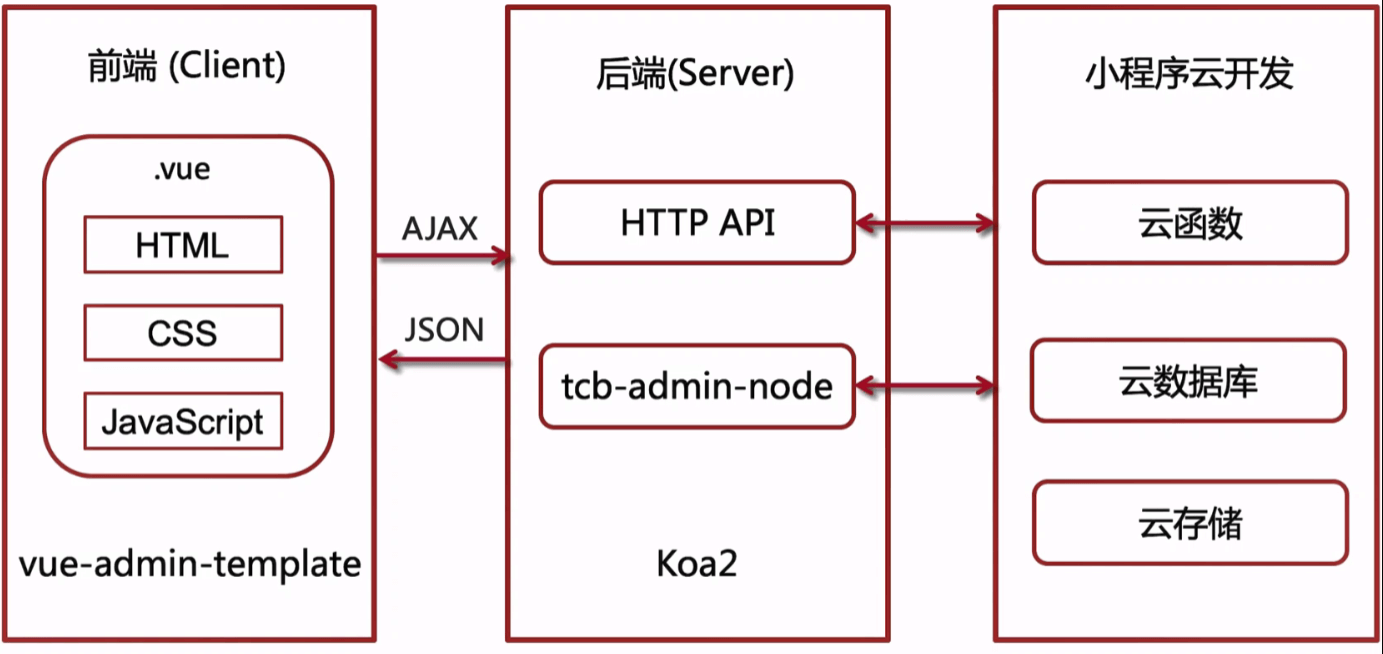 前端 (Client)
.vue
HTML
CSS
JavaScript
vue-admin-template
AJAX
JSON
后端(Server)
HTTP API
tcb-admin-node
Koa2
小程序云开发
云函数
云数据库
云存储